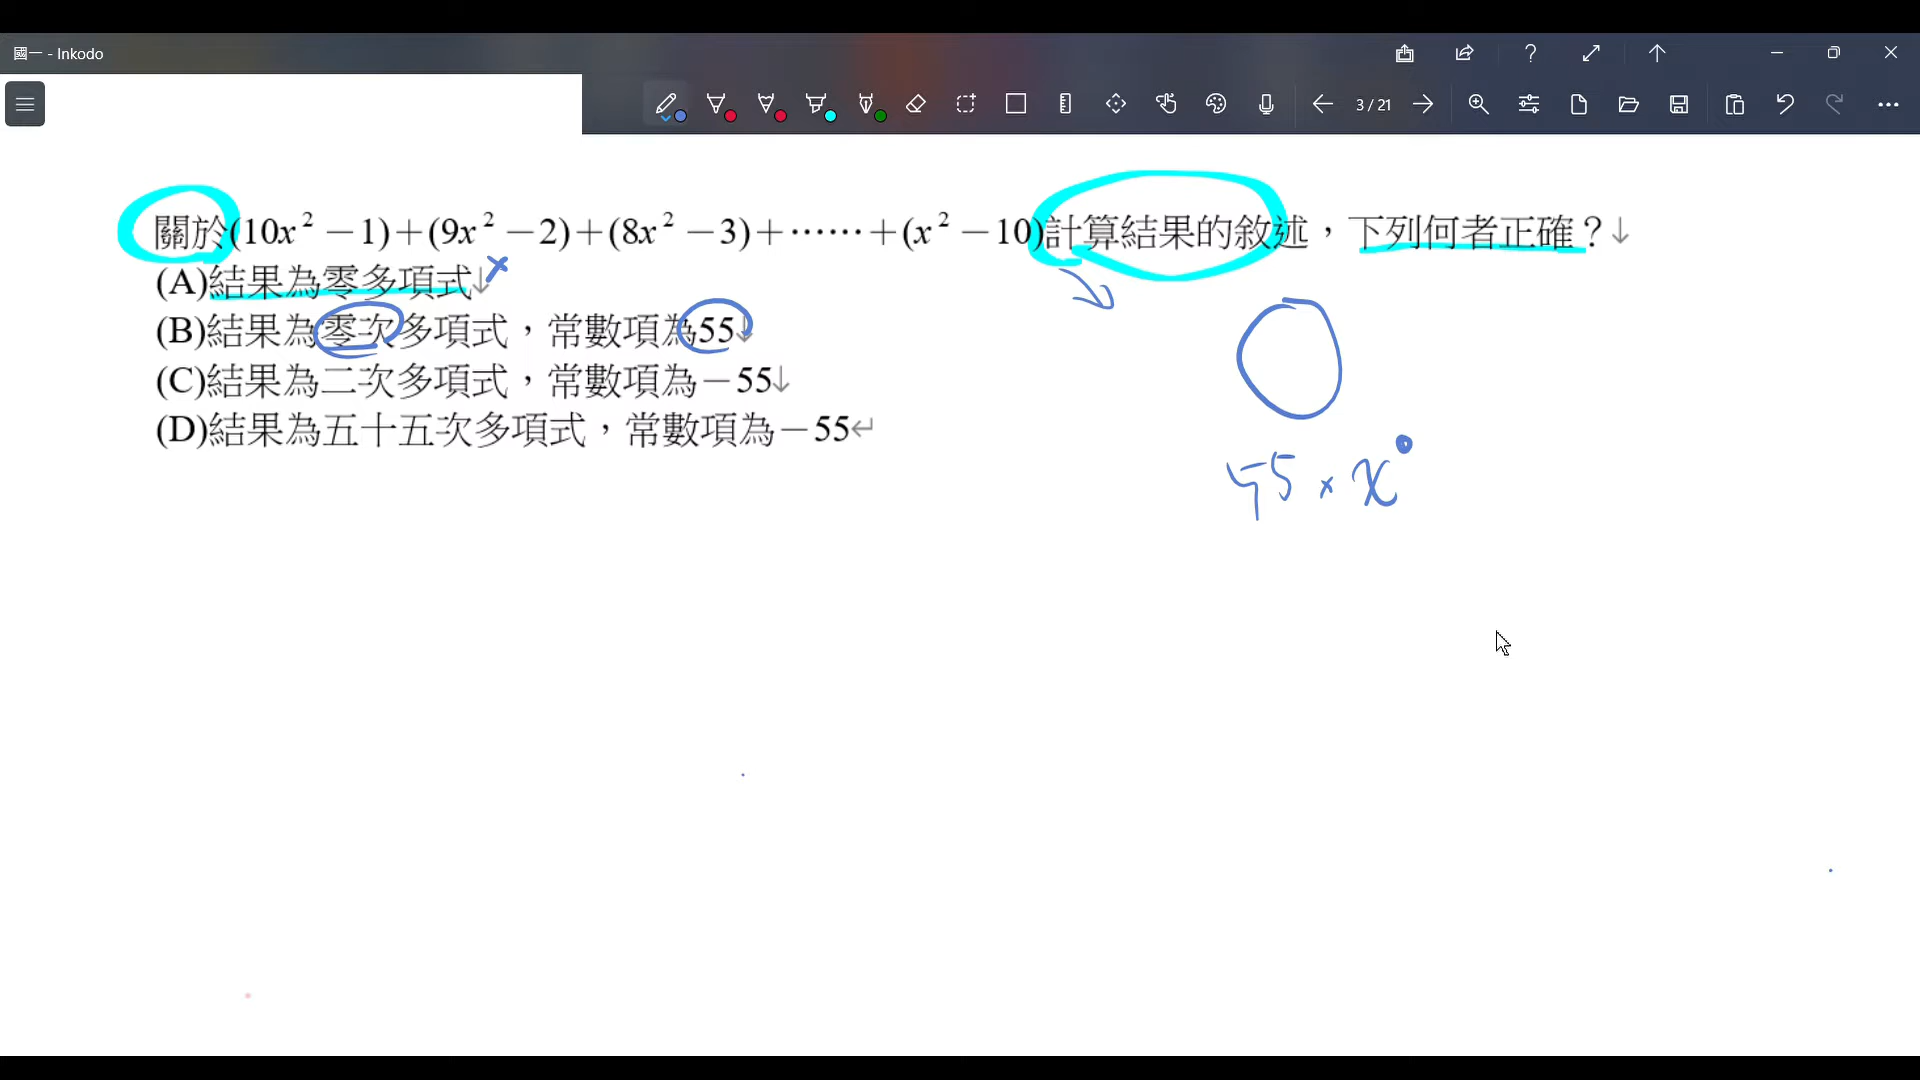 國一 - Inkodo
3 / 21
關於(10x² －1)＋(9x² －2)＋(8x² －3)＋……＋(x² －10)計算結果的敘述，下列何者正確？↓
(A)結果為零多項式↓ ×
(B)結果為零次多項式，常數項為55↓
(C)結果為二次多項式，常數項為－55↓
(D)結果為五十五次多項式，常數項為－55↵
55 × x⁰